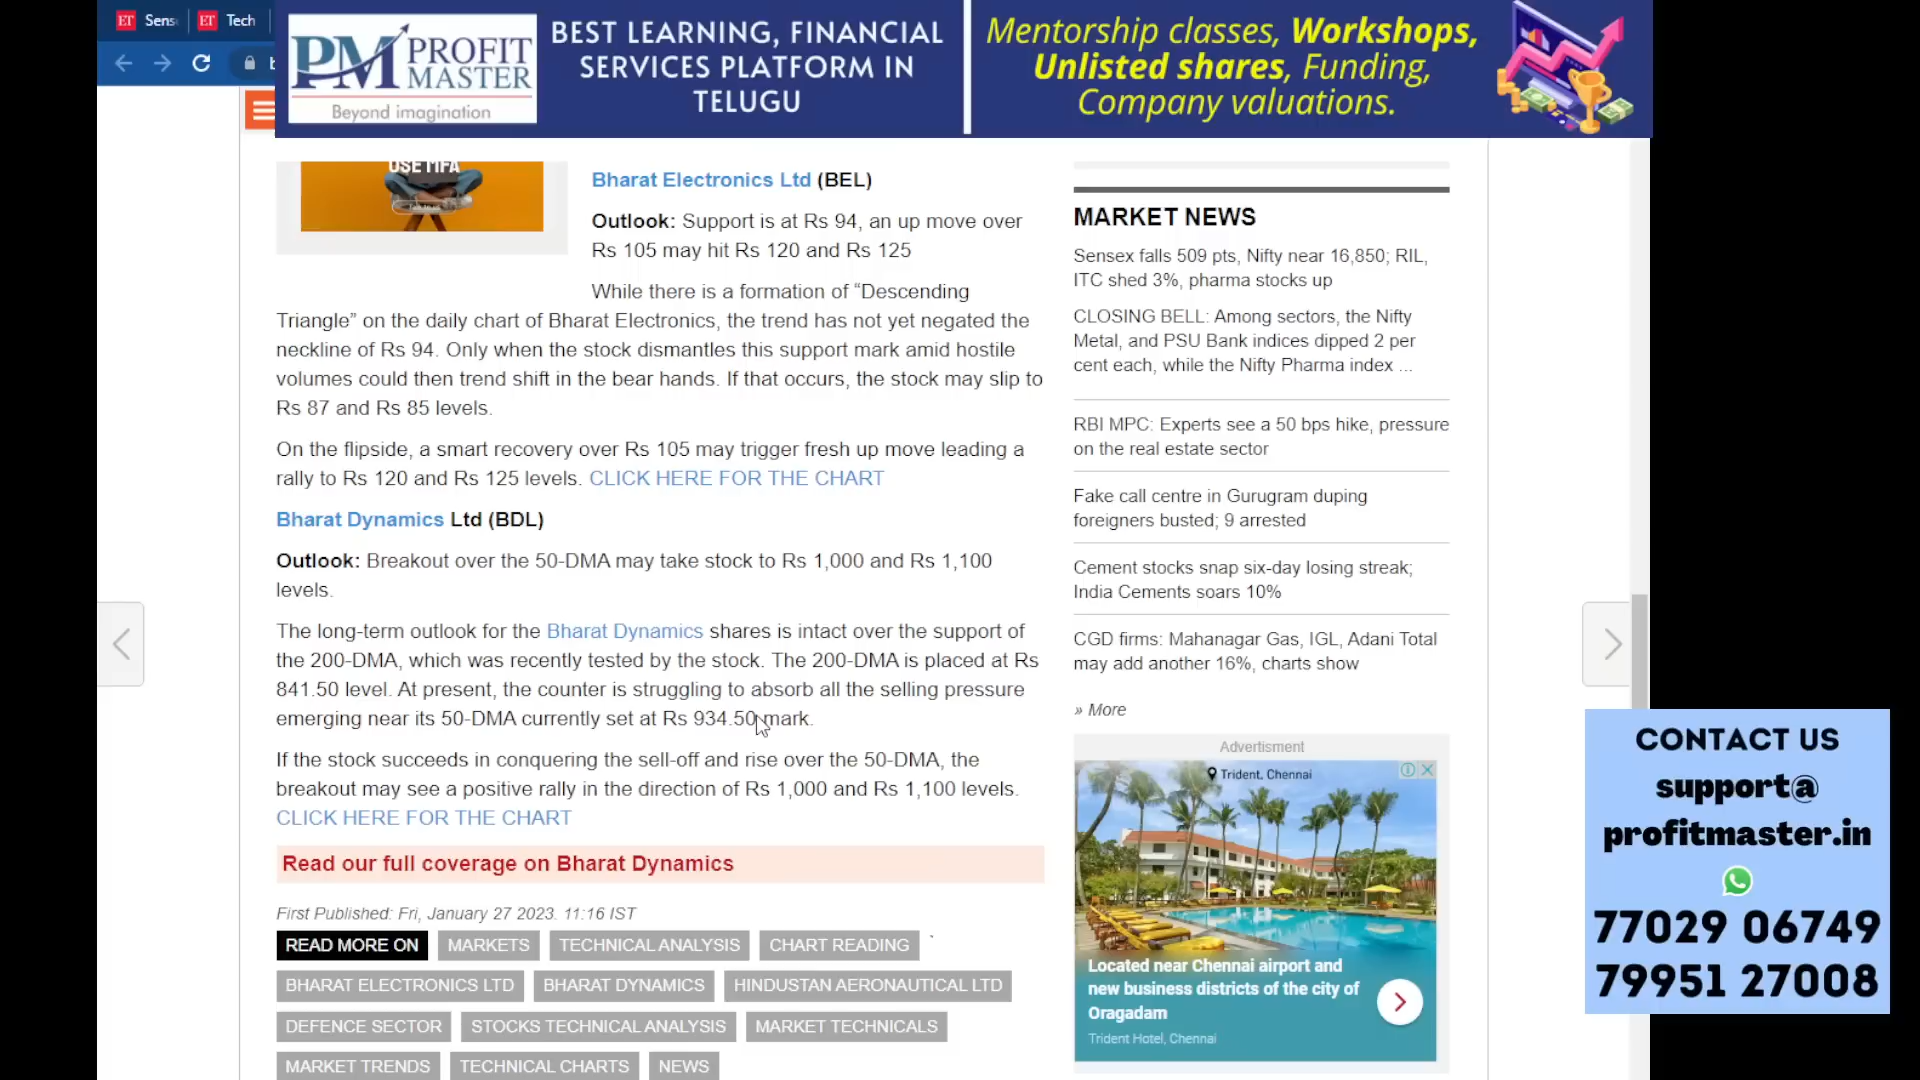 Sens
Tech
PM PROFIT
MASTER
Beyond imagination
BEST LEARNING, FINANCIAL
SERVICES PLATFORM IN
TELUGU
Mentorship classes, Workshops,
Unlisted shares, Funding,
Company valuations.
USE MFA
Bharat Electronics Ltd (BEL)
Outlook: Support is at Rs 94, an up move over
Rs 105 may hit Rs 120 and Rs 125
While there is a formation of “Descending
Triangle” on the daily chart of Bharat Electronics, the trend has not yet negated the
neckline of Rs 94. Only when the stock dismantles this support mark amid hostile
volumes could then trend shift in the bear hands. If that occurs, the stock may slip to
Rs 87 and Rs 85 levels.
On the flipside, a smart recovery over Rs 105 may trigger fresh up move leading a
rally to Rs 120 and Rs 125 levels. CLICK HERE FOR THE CHART
Bharat Dynamics Ltd (BDL)
Outlook: Breakout over the 50-DMA may take stock to Rs 1,000 and Rs 1,100
levels.
The long-term outlook for the Bharat Dynamics shares is intact over the support of
the 200-DMA, which was recently tested by the stock. The 200-DMA is placed at Rs
841.50 level. At present, the counter is struggling to absorb all the selling pressure
emerging near its 50-DMA currently set at Rs 934.50 mark.
If the stock succeeds in conquering the sell-off and rise over the 50-DMA, the
breakout may see a positive rally in the direction of Rs 1,000 and Rs 1,100 levels.
CLICK HERE FOR THE CHART
Read our full coverage on Bharat Dynamics
First Published: Fri, January 27 2023. 11:16 IST
READ MORE ON MARKETS TECHNICAL ANALYSIS CHART READING
BHARAT ELECTRONICS LTD BHARAT DYNAMICS HINDUSTAN AERONAUTICAL LTD
DEFENCE SECTOR STOCKS TECHNICAL ANALYSIS MARKET TECHNICALS
MARKET TRENDS TECHNICAL CHARTS NEWS
MARKET NEWS
Sensex falls 509 pts, Nifty near 16,850; RIL,
ITC shed 3%, pharma stocks up
CLOSING BELL: Among sectors, the Nifty
Metal, and PSU Bank indices dipped 2 per
cent each, while the Nifty Pharma index ...
RBI MPC: Experts see a 50 bps hike, pressure
on the real estate sector
Fake call centre in Gurugram duping
foreigners busted; 9 arrested
Cement stocks snap six-day losing streak;
India Cements soars 10%
CGD firms: Mahanagar Gas, IGL, Adani Total
may add another 16%, charts show
» More
Advertisment
Trident, Chennai
Located near Chennai airport and
new business districts of the city of
Oragadam
Trident Hotel, Chennai
CONTACT US
support@
profitmaster.in
77029 06749
79951 27008